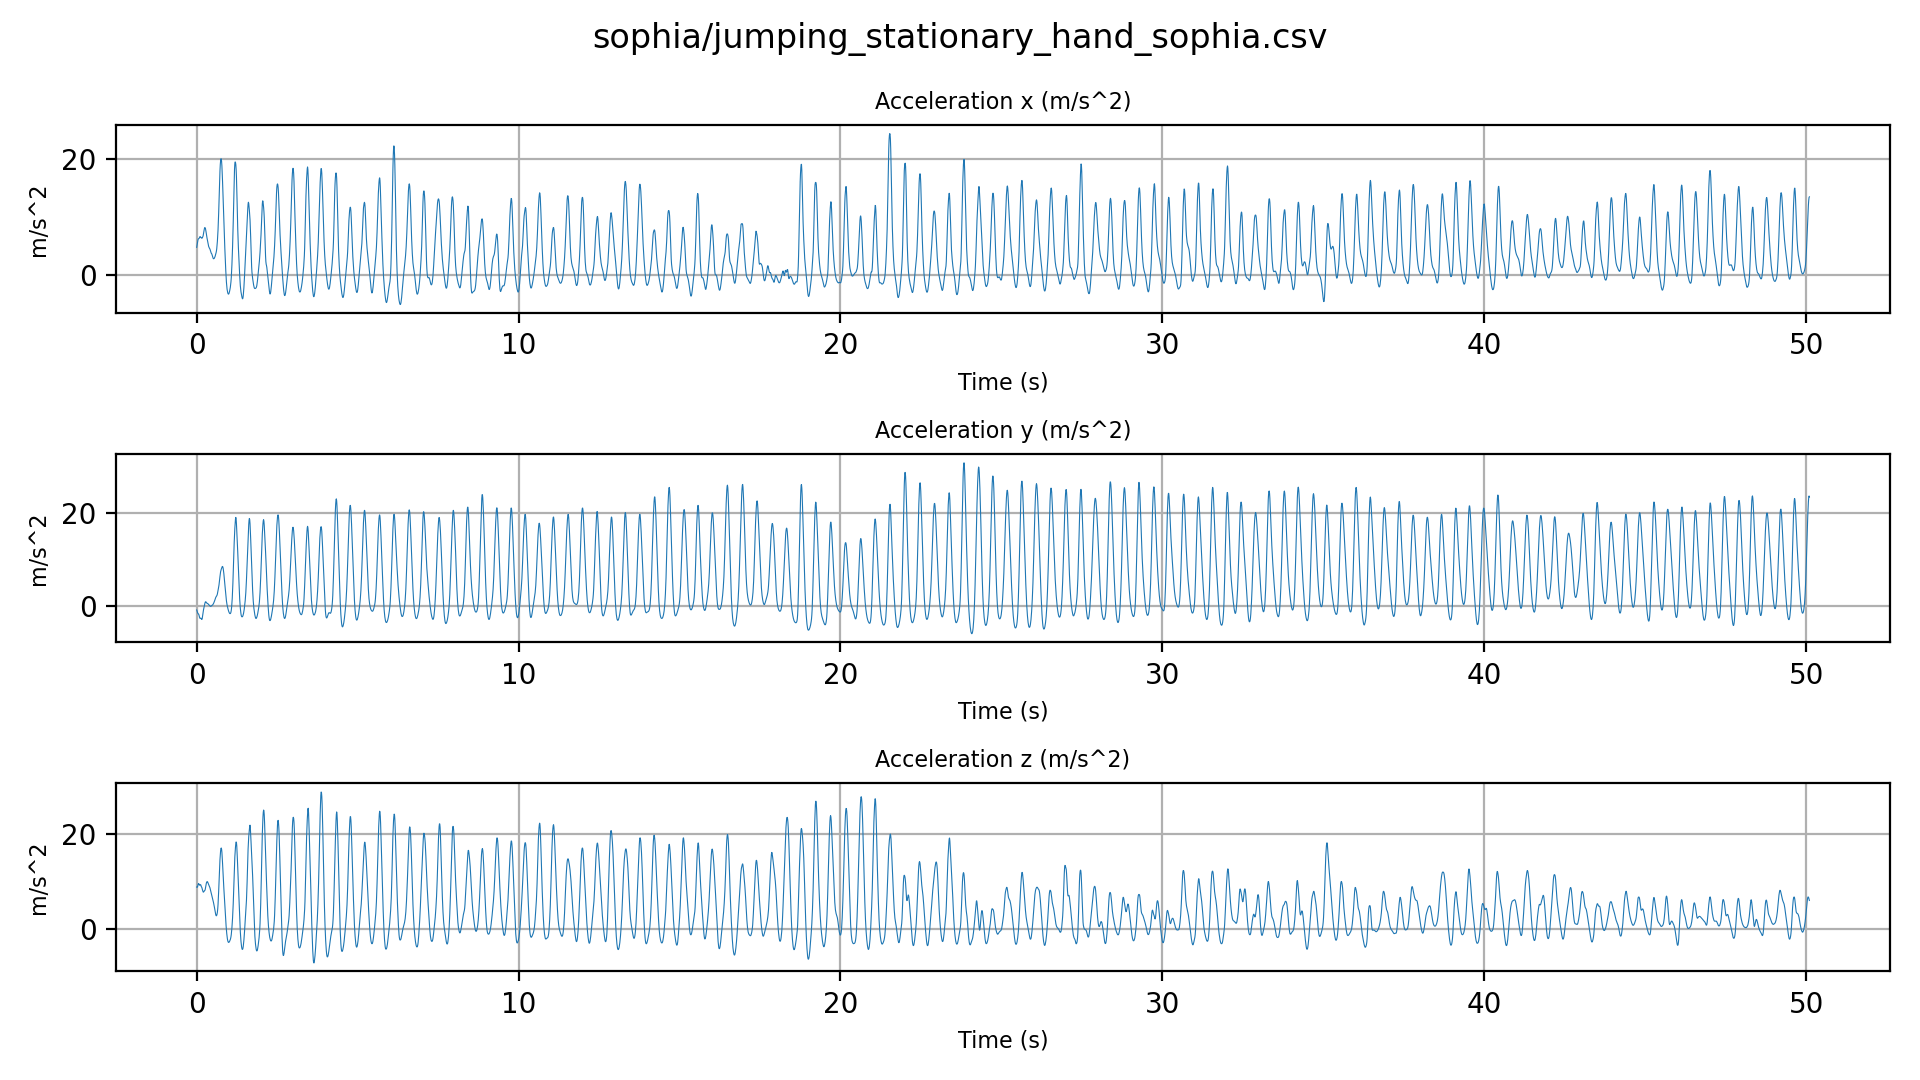 sophia/jumping_stationary_hand_sophia.csv
Acceleration x (m/s^2)
m/s^2
20
0
0 10 20 30 40 50
Time (s)
Acceleration y (m/s^2)
m/s^2
20
0
0 10 20 30 40 50
Time (s)
Acceleration z (m/s^2)
m/s^2
20
0
0 10 20 30 40 50
Time (s)